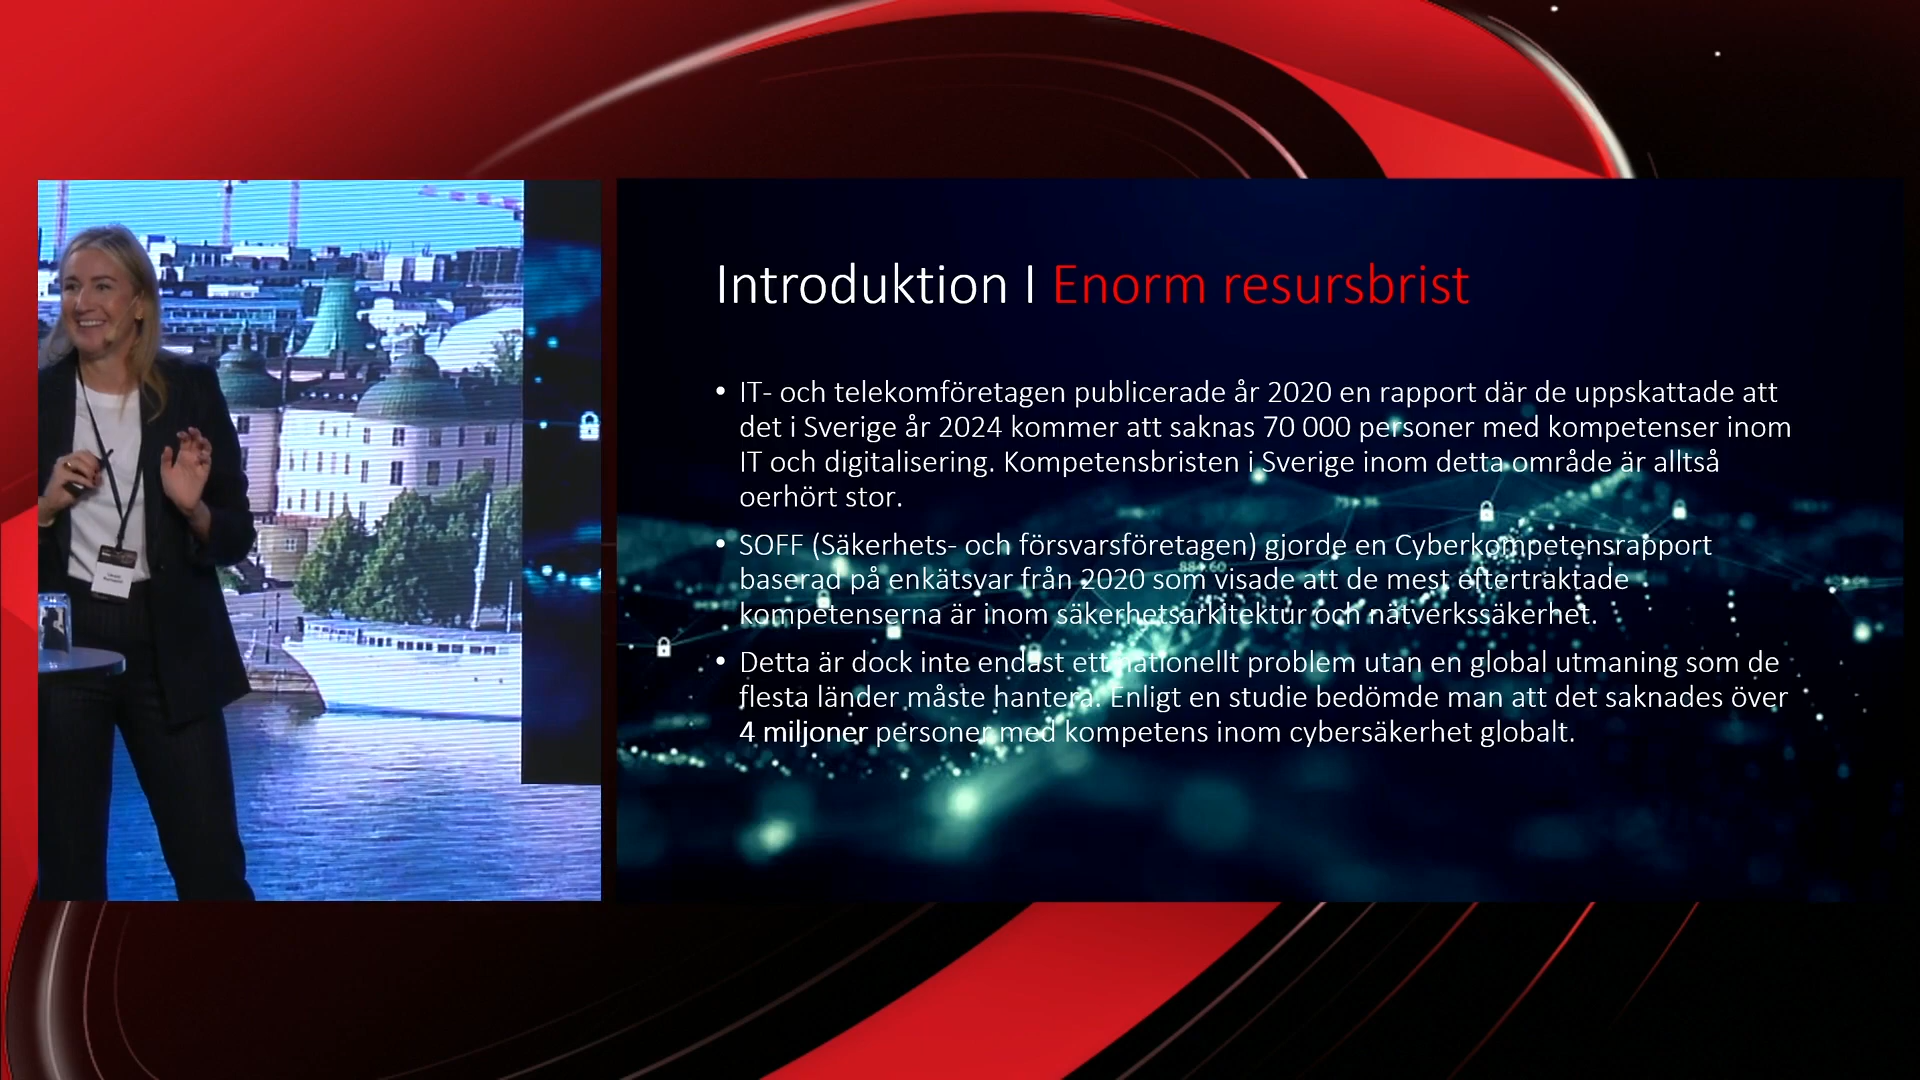 Introduktion I Enorm resursbrist
• IT- och telekomföretagen publicerade år 2020 en rapport där de uppskattade att
det i Sverige år 2024 kommer att saknas 70 000 personer med kompetenser inom
IT och digitalisering. Kompetensbristen i Sverige inom detta område är alltså
oerhört stor.
• SOFF (Säkerhets- och försvarsföretagen) gjorde en Cyberkompetensrapport
baserad på enkätsvar från 2020 som visade att de mest eftertraktade
kompetenserna är inom säkerhetsarkitektur och nätverkssäkerhet.
• Detta är dock inte endast ett nationellt problem utan en global utmaning som de
flesta länder måste hantera. Enligt en studie bedömde man att det saknades över
4 miljoner personer med kompetens inom cybersäkerhet globalt.